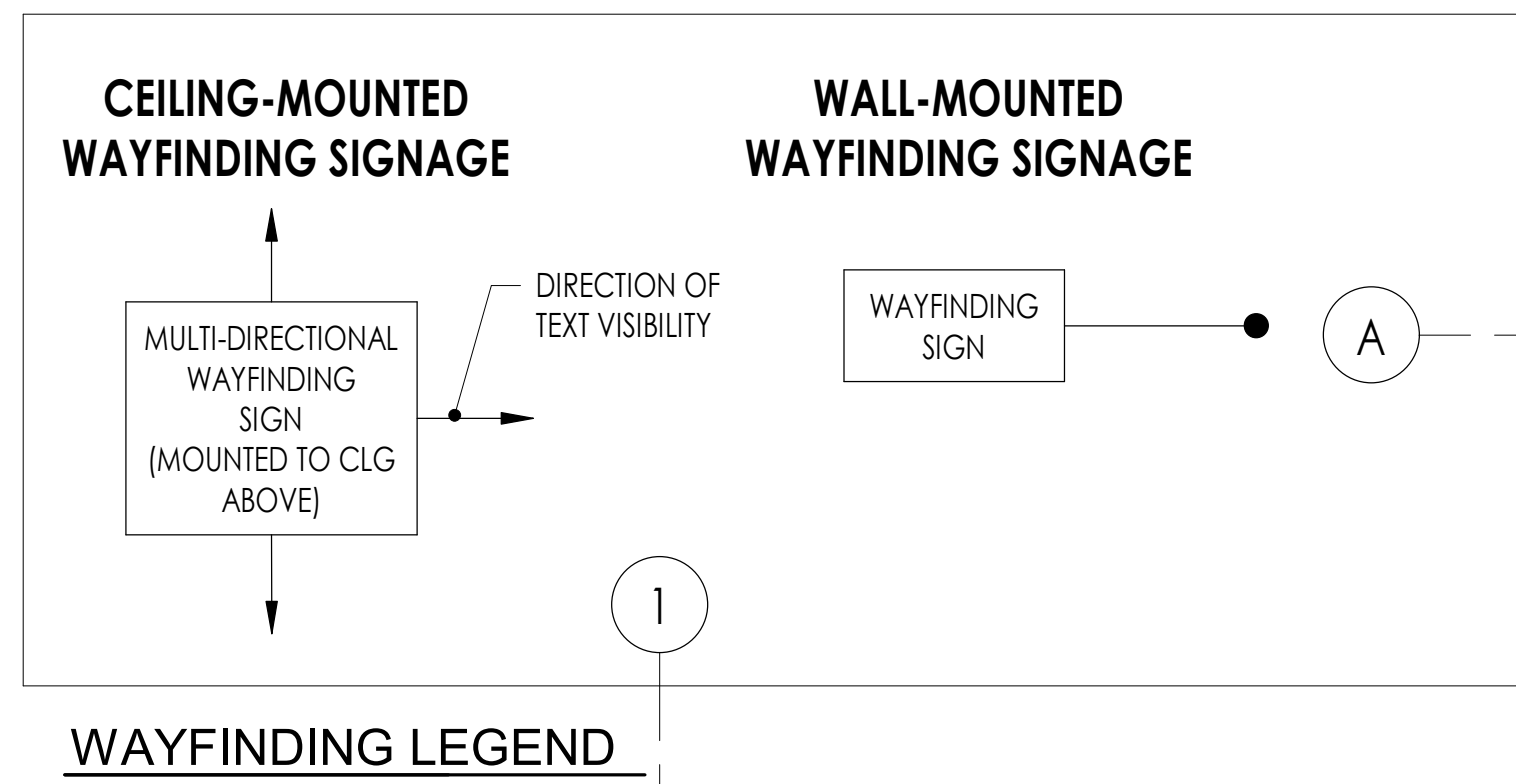 CEILING-MOUNTED
WAYFINDING SIGNAGE
WALL-MOUNTED
WAYFINDING SIGNAGE
DIRECTION OF
TEXT VISIBILITY
MULTI-DIRECTIONAL
WAYFINDING
SIGN
(MOUNTED TO CLG
ABOVE)
WAYFINDING
SIGN
A
1
WAYFINDING LEGEND